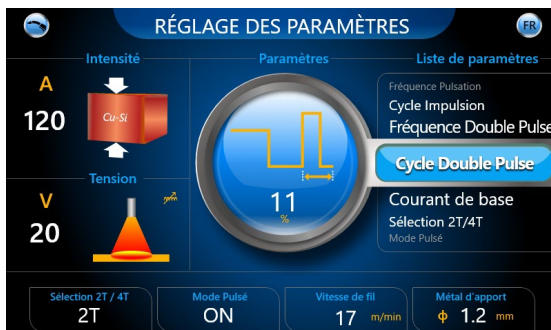 RÉGLAGE DES PARAMÈTRES
FR
Intensité
A
120
Cu-Si
Tension
V
20
Paramètres
11
%
Liste de paramètres
Fréquence Pulsation
Cycle Impulsion
Fréquence Double Pulse
Cycle Double Pulse
Courant de base
Sélection 2T/4T
Mode Pulsé
Sélection 2T / 4T
2T
Mode Pulsé
ON
Vitesse de fil
17 m/min
Métal d'apport
ϕ 1.2 mm